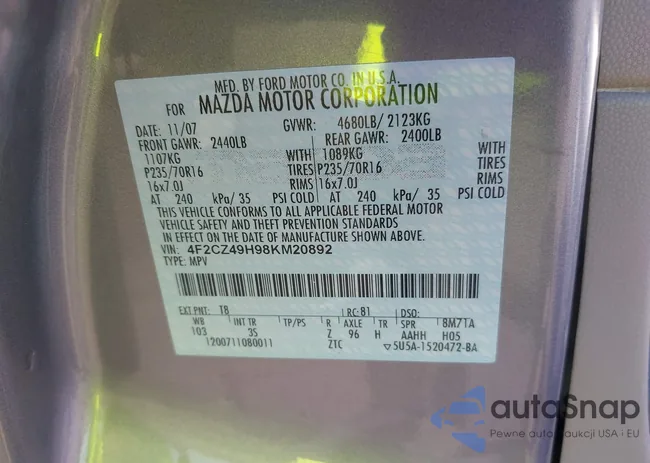 MFD. BY FORD MOTOR CO. IN U.S.A.
FOR MAZDA MOTOR CORPORATION
DATE: 11/07 GVWR: 4680LB/ 2123KG
FRONT GAWR: 2440LB REAR GAWR: 2400LB
1107KG WITH 1089KG WITH
P235/70R16 TIRES P235/70R16 TIRES
16x7.0J RIMS 16x7.0J RIMS
AT 240 kPa/ 35 PSI COLD AT 240 kPa/ 35 PSI COLD
THIS VEHICLE CONFORMS TO ALL APPLICABLE FEDERAL MOTOR
VEHICLE SAFETY AND THEFT PREVENTION STANDARDS
IN EFFECT ON THE DATE OF MANUFACTURE SHOWN ABOVE.
VIN: 4F2CZ49H98KM20892
TYPE: MPV
EXT PNT: T8 RC: 81 DSO:
WB INT TR TP/PS R AXLE TR SPR 8M7TA
103 3S Z 96 H AAHH H05
1200711080011 ZTC 5U5A-1520472-BA
autoSnap
Pewne auto z aukcji USA i EU